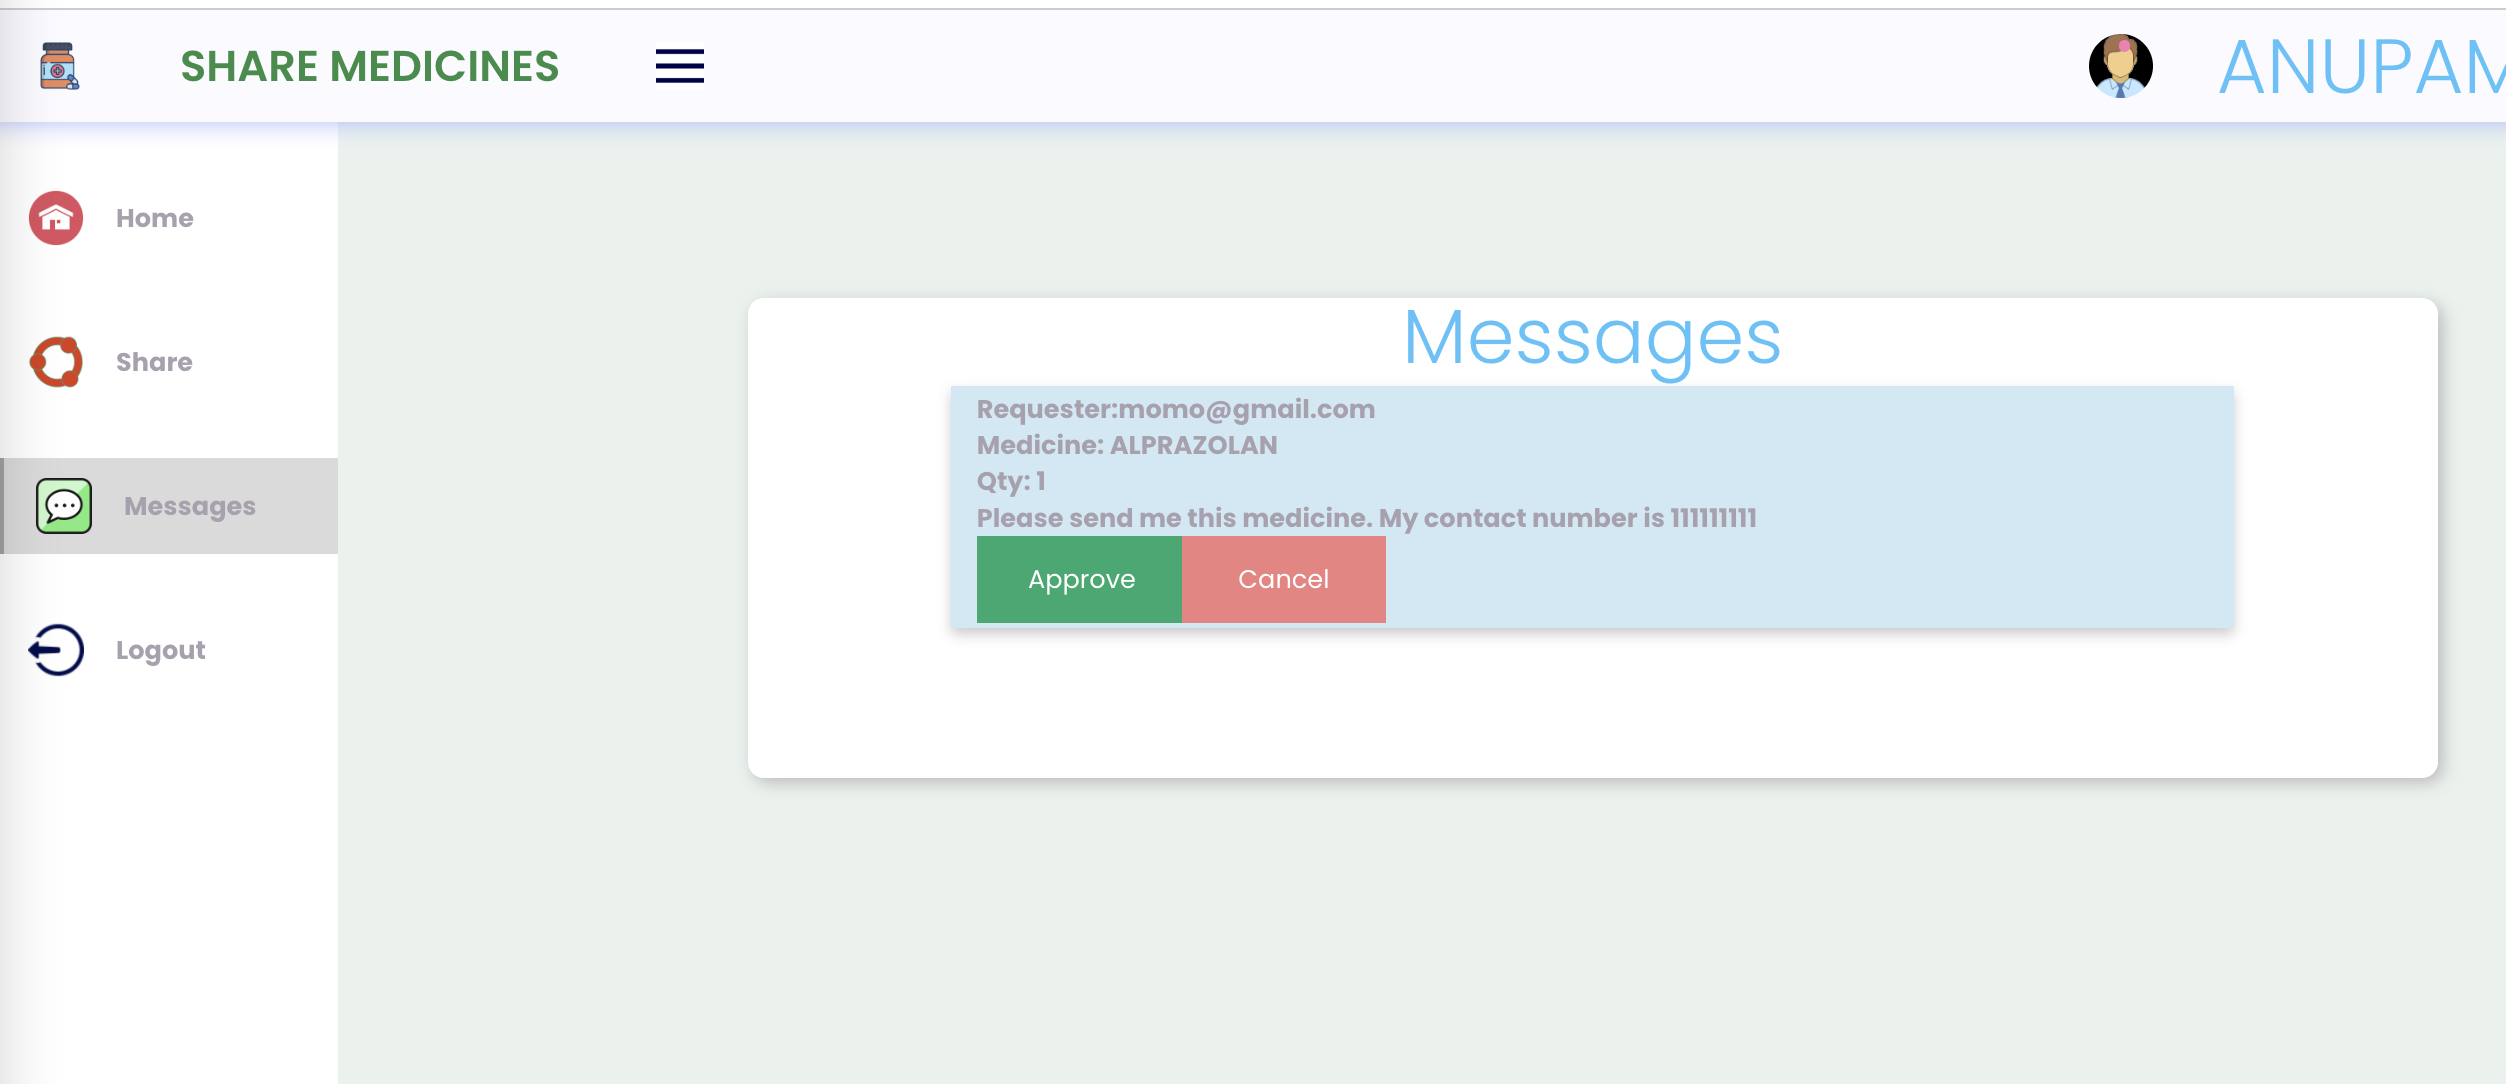 SHARE MEDICINES
ANUPAM
Home
Share
Messages
Logout
Messages
Requester:momo@gmail.com
Medicine: ALPRAZOLAN
Qty: 1
Please send me this medicine. My contact number is 111111111
Approve Cancel